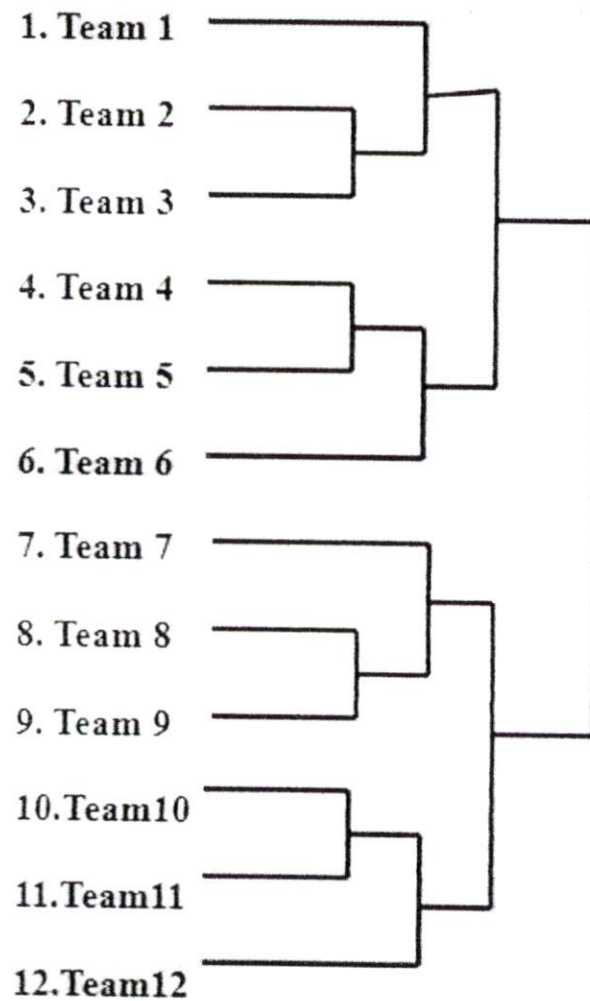 1. Team 1
2. Team 2
3. Team 3
4. Team 4
5. Team 5
6. Team 6
7. Team 7
8. Team 8
9. Team 9
10.Team10
11.Team11
12.Team12